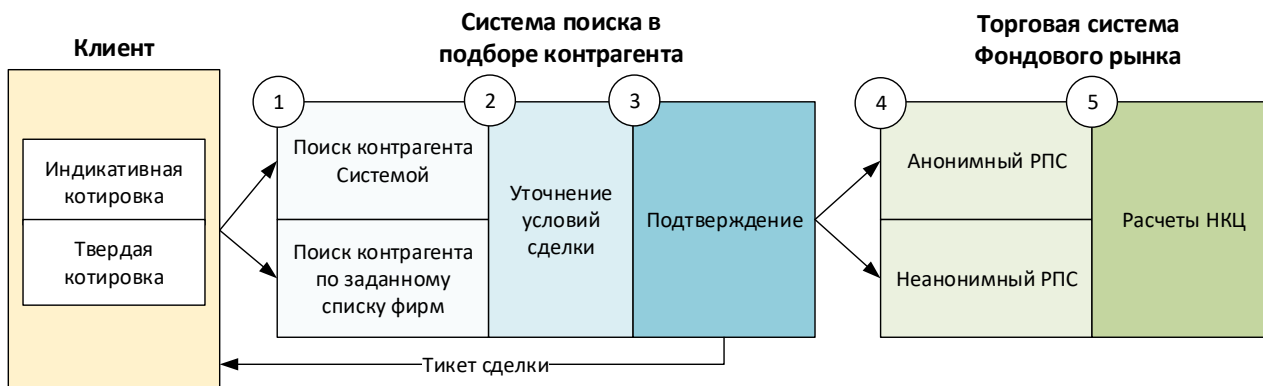 Клиент
Система поиска в
подборе контрагента
Торговая система
Фондового рынка
1
2
3
4
5
Индикативная
котировка
Твердая
котировка
Поиск контрагента
Системой
Поиск контрагента
по заданному
списку фирм
Уточнение
условий
сделки
Подтверждение
Анонимный РПС
Неанонимный РПС
Расчеты НКЦ
Тикет сделки